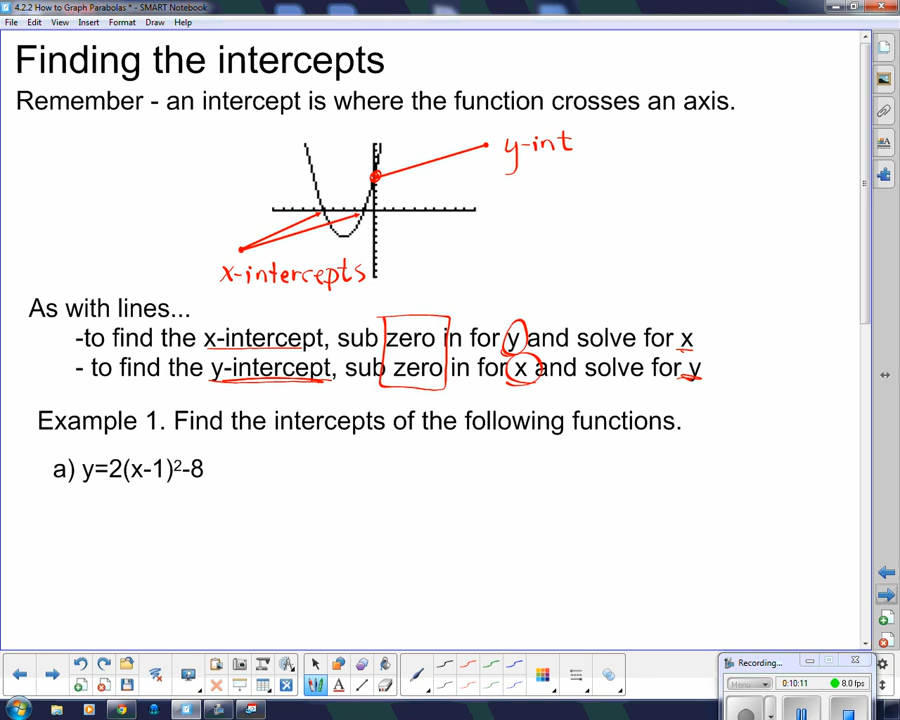 4.2.2 How to Graph Parabolas * - SMART Notebook
File Edit View Insert Format Draw Help
Finding the intercepts
Remember - an intercept is where the function crosses an axis.
y-int
x-intercepts
As with lines...
-to find the x-intercept, sub zero in for y and solve for x
- to find the y-intercept, sub zero in for x and solve for y
Example 1. Find the intercepts of the following functions.
a) y=2(x-1)²-8
Recording...
Menu
0:10:11
8.0 fps